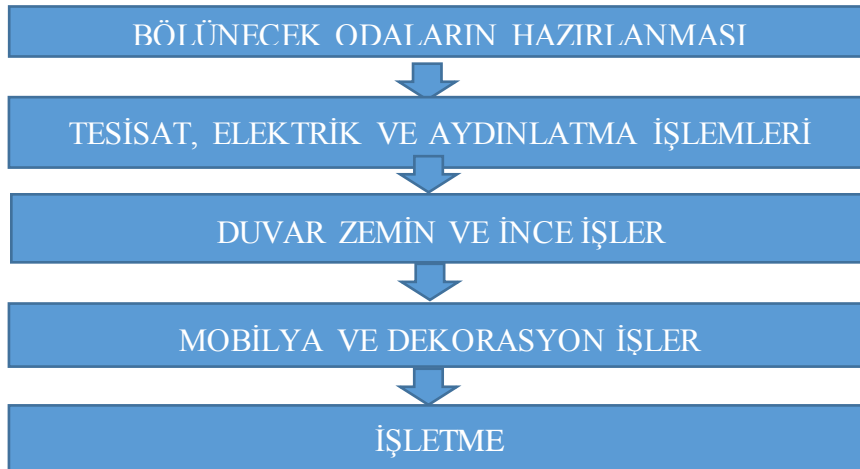 BÖLÜNECEK ODALARIN HAZIRLANMASI
TESİSAT, ELEKTRİK VE AYDINLATMA İŞLEMLERİ
DUVAR ZEMİN VE İNCE İŞLER
MOBİLYA VE DEKORASYON İŞLER
İŞLETME